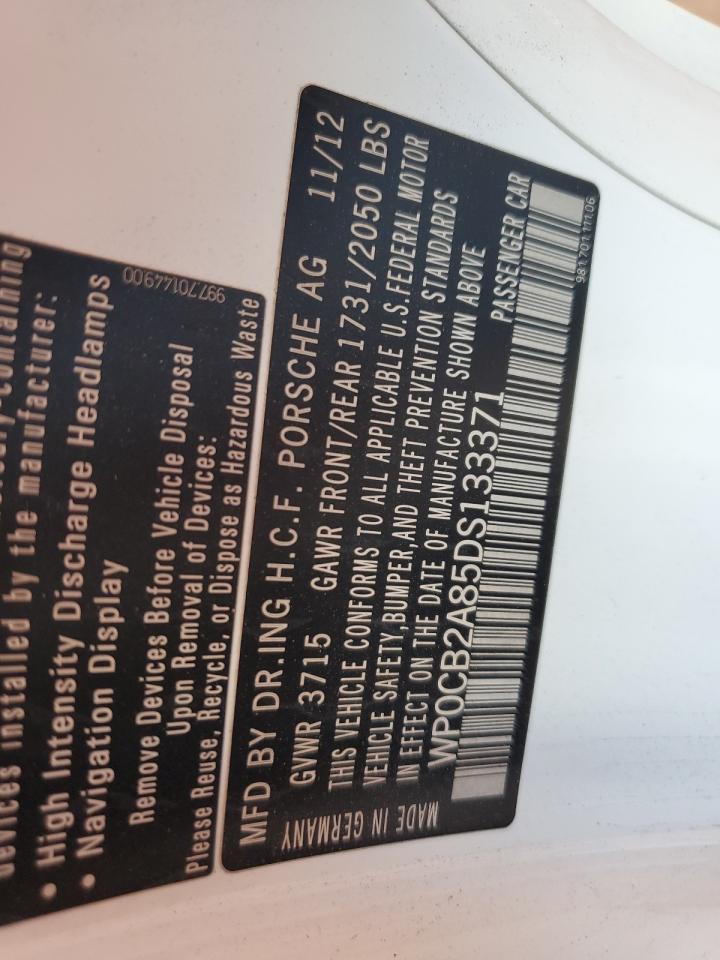 devices installed by the manufacturer:
• High Intensity Discharge Headlamps
• Navigation Display
Remove Devices Before Vehicle Disposal
Upon Removal of Devices:
Please Reuse, Recycle, or Dispose as Hazardous Waste
997.701.449.00
MFD BY DR.ING H.C.F. PORSCHE AG 11/12
GVWR 3715 GAWR FRONT/REAR 1731/2050 LBS
THIS VEHICLE CONFORMS TO ALL APPLICABLE U.S.FEDERAL MOTOR
VEHICLE SAFETY,BUMPER,AND THEFT PREVENTION STANDARDS
IN EFFECT ON THE DATE OF MANUFACTURE SHOWN ABOVE
WP0CB2A85DS133371 PASSENGER CAR
MADE IN GERMANY
981.701.111.06